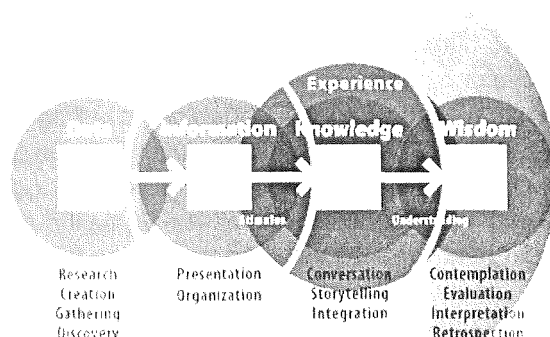 Experience
Data Information Knowledge Wisdom
Stimulus Understanding
Research
Creation
Gathering
Discovery
Presentation
Organization
Conversation
Storytelling
Integration
Contemplation
Evaluation
Interpretation
Retrospection